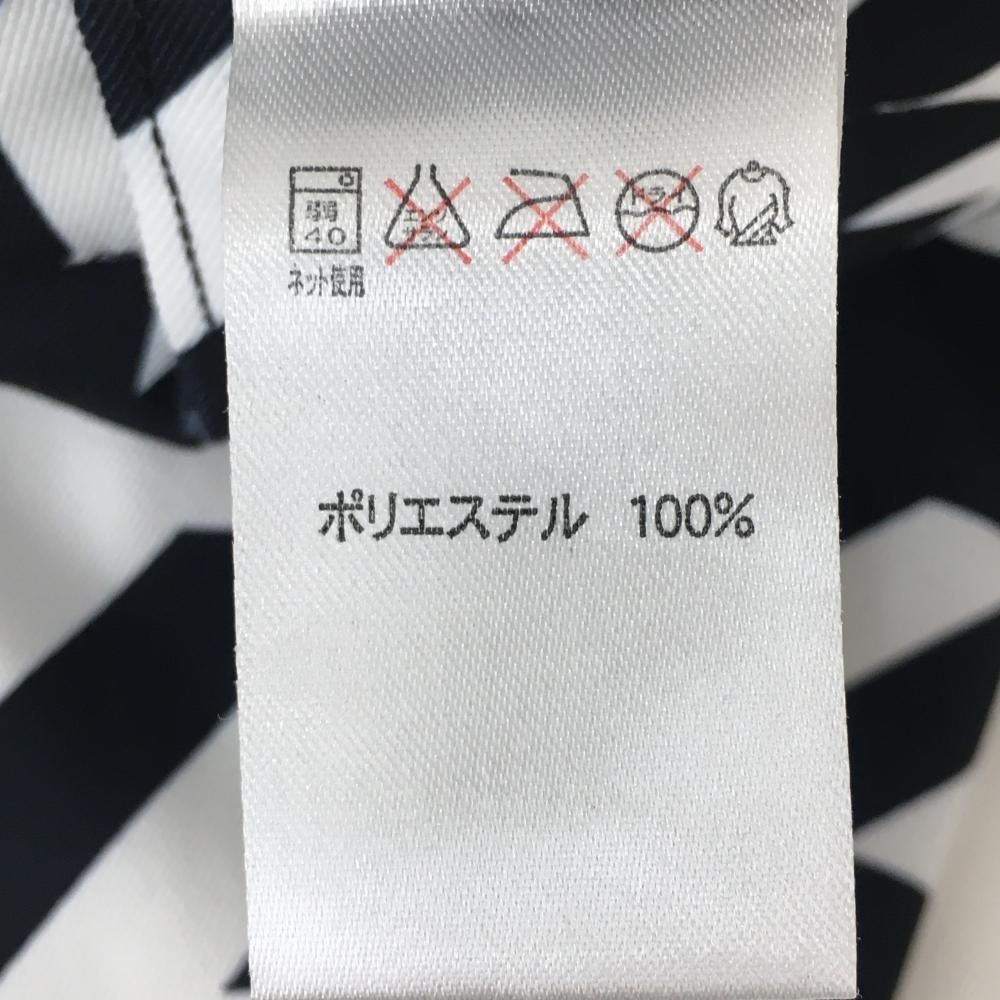 弱
40
エンソ
サラシ
ドライ
ネット使用
ポリエステル 100%